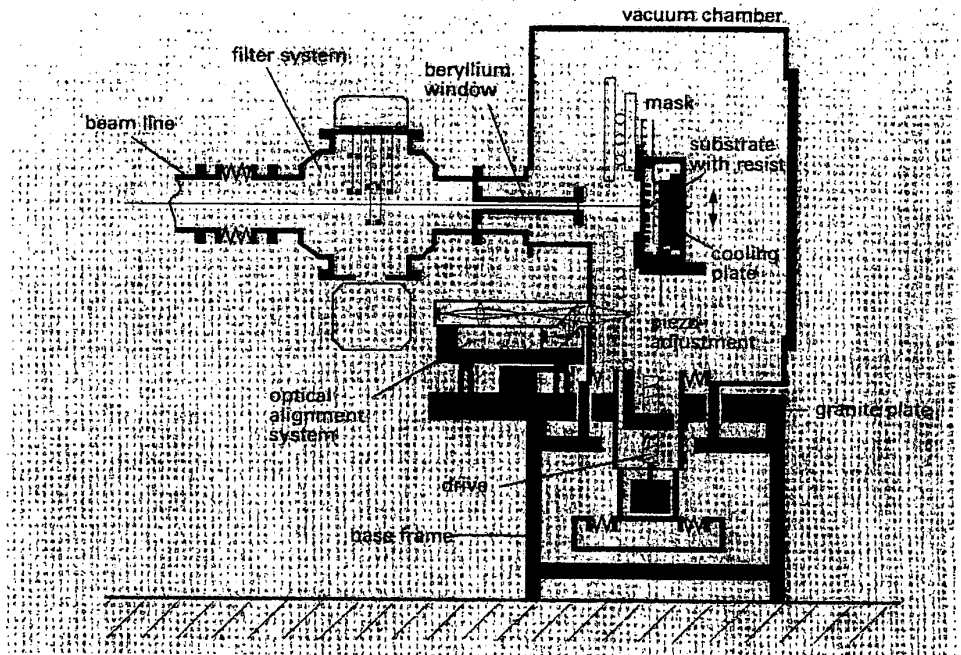 vacuum chamber
filter system
beryllium
window
mask
beam line
substrate
with resist
cooling
plate
piezo
adjustment
optical
alignment
system
granite plate
drive
base frame